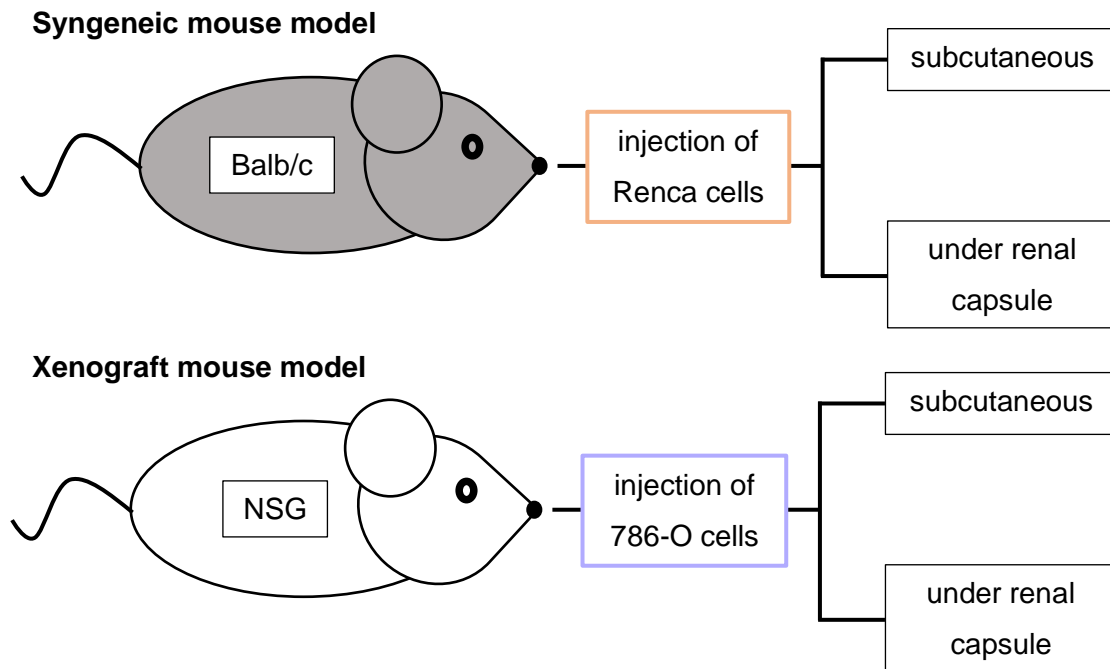 Syngeneic mouse model
Balb/c
injection of
Renca cells
subcutaneous
under renal
capsule
Xenograft mouse model
NSG
injection of
786-O cells
subcutaneous
under renal
capsule